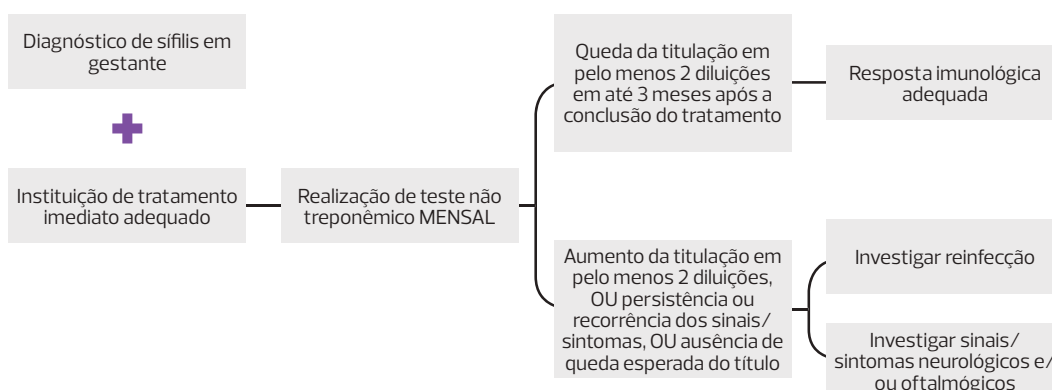 Diagnóstico de sífilis em
gestante
Instituição de tratamento
imediato adequado
Realização de teste não
treponêmico MENSAL
Queda da titulação em
pelo menos 2 diluições
em até 3 meses após a
conclusão do tratamento
Resposta imunológica
adequada
Aumento da titulação em
pelo menos 2 diluições,
OU persistência ou
recorrência dos sinais/
sintomas, OU ausência de
queda esperada do título
Investigar reinfecção
Investigar sinais/
sintomas neurológicos e/
ou oftalmógicos